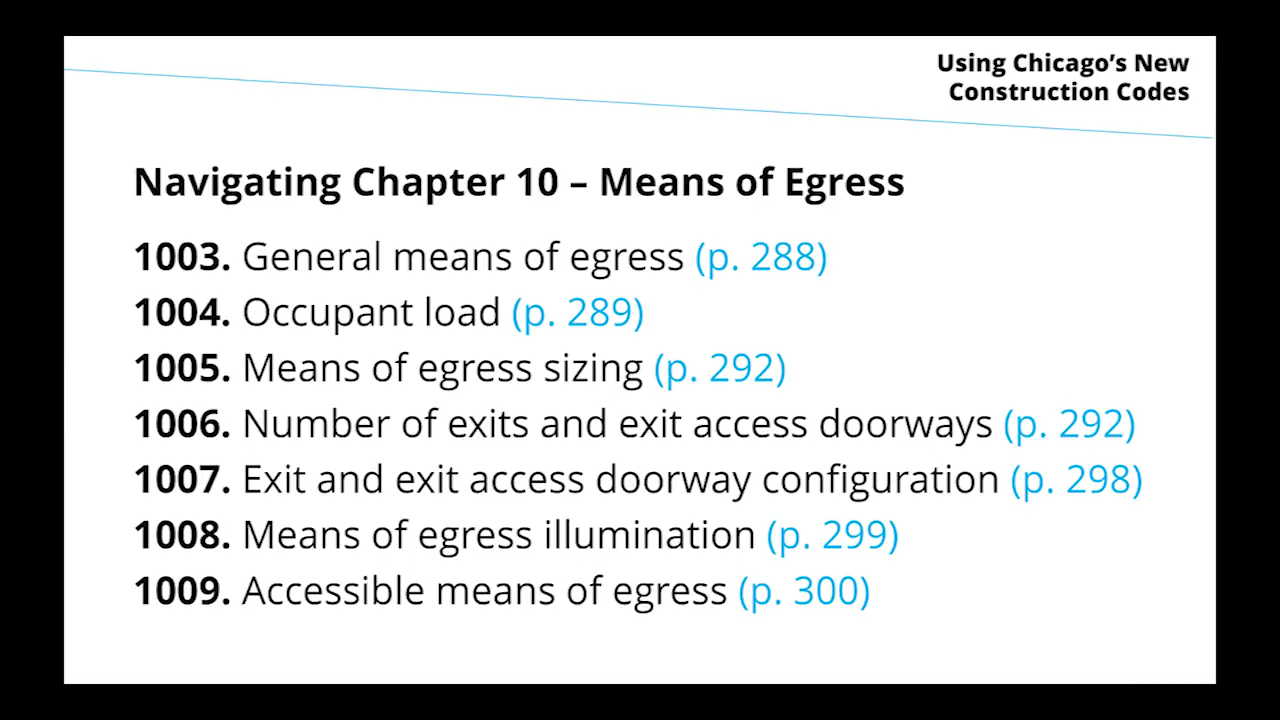 Using Chicago’s New
Construction Codes
Navigating Chapter 10 – Means of Egress
1003. General means of egress (p. 288)
1004. Occupant load (p. 289)
1005. Means of egress sizing (p. 292)
1006. Number of exits and exit access doorways (p. 292)
1007. Exit and exit access doorway configuration (p. 298)
1008. Means of egress illumination (p. 299)
1009. Accessible means of egress (p. 300)